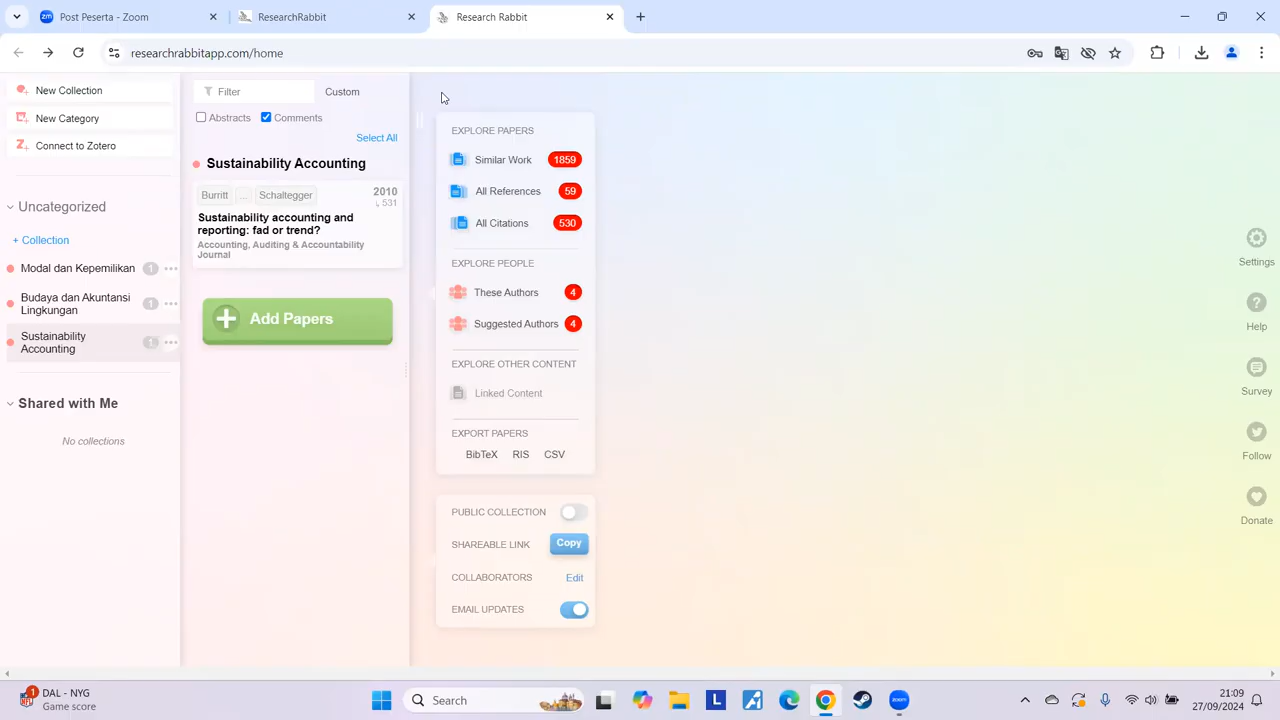 Post Peserta - Zoom
ResearchRabbit
Research Rabbit
researchrabbitapp.com/home
New Collection
New Category
Connect to Zotero
Uncategorized
+ Collection
Modal dan Kepemilikan 1
Budaya dan Akuntansi
Lingkungan 1
Sustainability
Accounting 1
Shared with Me
No collections
Filter
Custom
Abstracts
Comments
Select All
Sustainability Accounting
Burritt ... Schaltegger 2010
531
Sustainability accounting and
reporting: fad or trend?
Accounting, Auditing & Accountability
Journal
Add Papers
EXPLORE PAPERS
Similar Work 1859
All References 59
All Citations 530
EXPLORE PEOPLE
These Authors 4
Suggested Authors 4
EXPLORE OTHER CONTENT
Linked Content
EXPORT PAPERS
BibTeX RIS CSV
PUBLIC COLLECTION
SHAREABLE LINK Copy
COLLABORATORS Edit
EMAIL UPDATES
Settings
Help
Survey
Follow
Donate
1
DAL - NYG
Game score
Search
21:09
27/09/2024